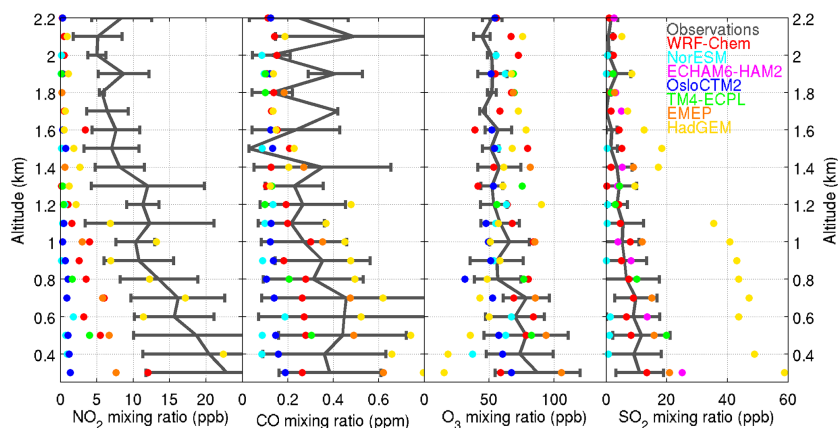 2.2
2
1.8
1.6
1.4
1.2
1
0.8
0.6
0.4
Altitude (km)
0 5 10 15 20
NO2 mixing ratio (ppb)
0 0.2 0.4 0.6
CO mixing ratio (ppm)
0 50 100
O3 mixing ratio (ppb)
0 20 40 60
SO2 mixing ratio (ppb)
Observations
WRF-Chem
NorESM
ECHAM6-HAM2
OsloCTM2
TM4-ECPL
EMEP
HadGEM
2.2
2
1.8
1.6
1.4
1.2
1
0.8
0.6
0.4
Altitude (km)